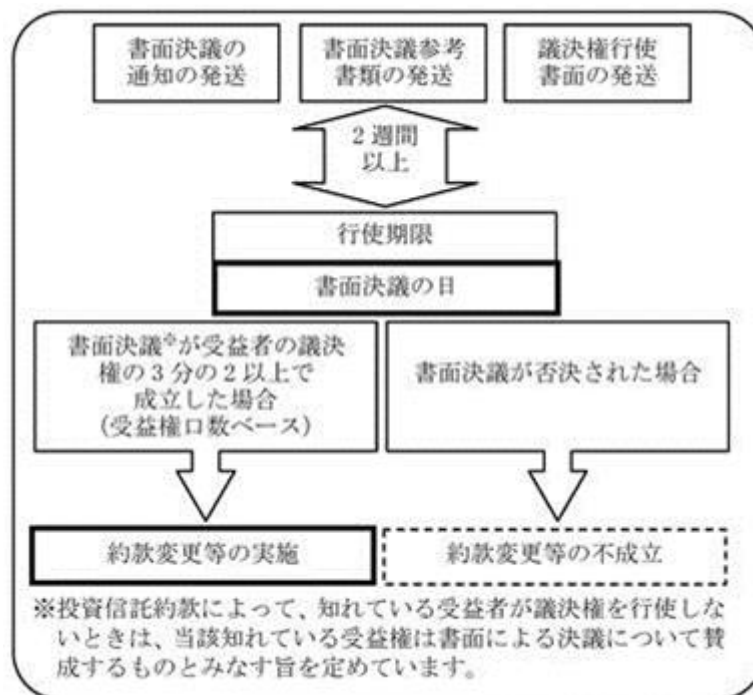 書面決議の
通知の発送
書面決議参考
書類の発送
議決権行使
書面の発送
2週間
以上
行使期限
書面決議の日
書面決議※が受益者の議決
権の3分の2以上で
成立した場合
(受益権口数ベース)
書面決議が否決された場合
約款変更等の実施
約款変更等の不成立
※投資信託約款によって、知れている受益者が議決権を行使しな
いときは、当該知れている受益権は書面による決議について賛
成するものとみなす旨を定めています。